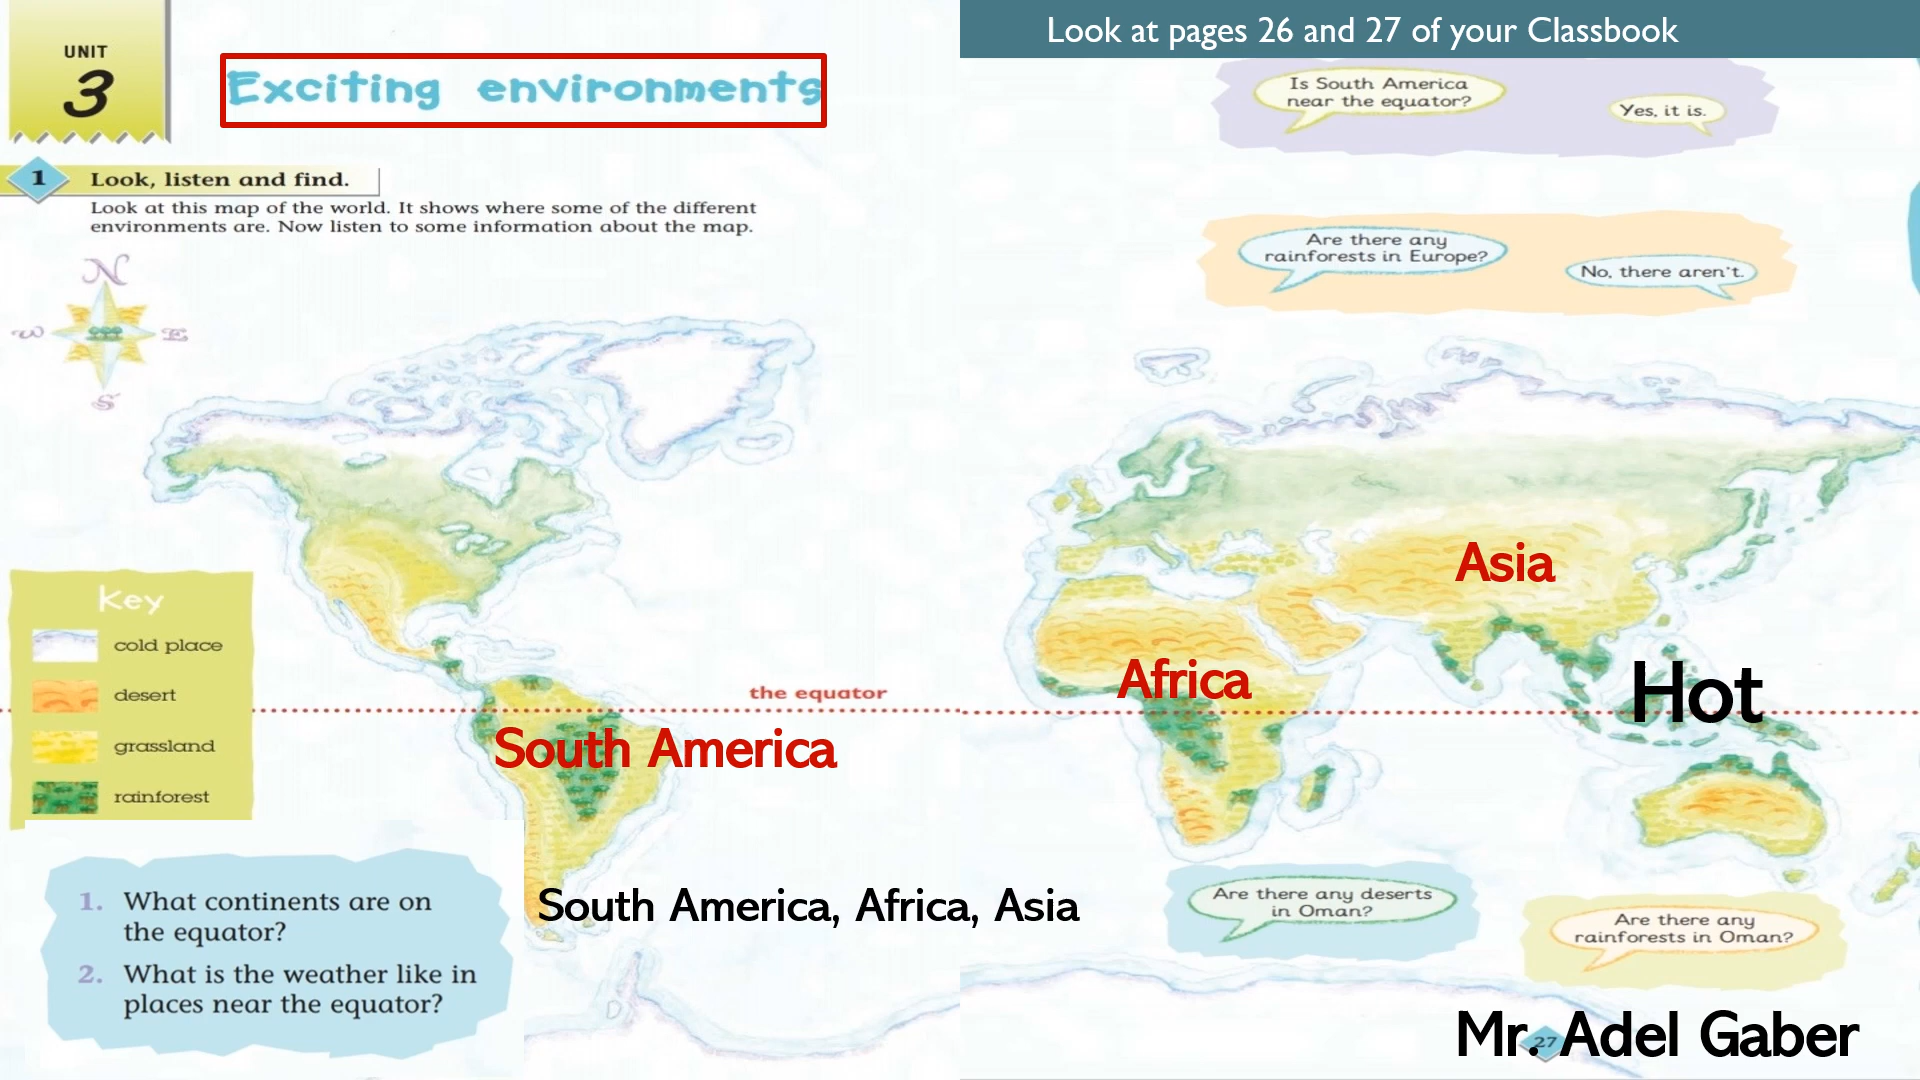 UNIT
3
Exciting environments
Look at pages 26 and 27 of your Classbook
Is South America
near the equator?
Yes, it is.
1
Look, listen and find.
Look at this map of the world. It shows where some of the different
environments are. Now listen to some information about the map.
Are there any
rainforests in Europe?
No, there aren't.
N
W
E
S
Key
cold place
desert
grassland
rainforest
the equator
South America
Africa
Asia
Hot
1. What continents are on
the equator?
2. What is the weather like in
places near the equator?
South America, Africa, Asia
Are there any deserts
in Oman?
Are there any
rainforests in Oman?
27
Mr. Adel Gaber